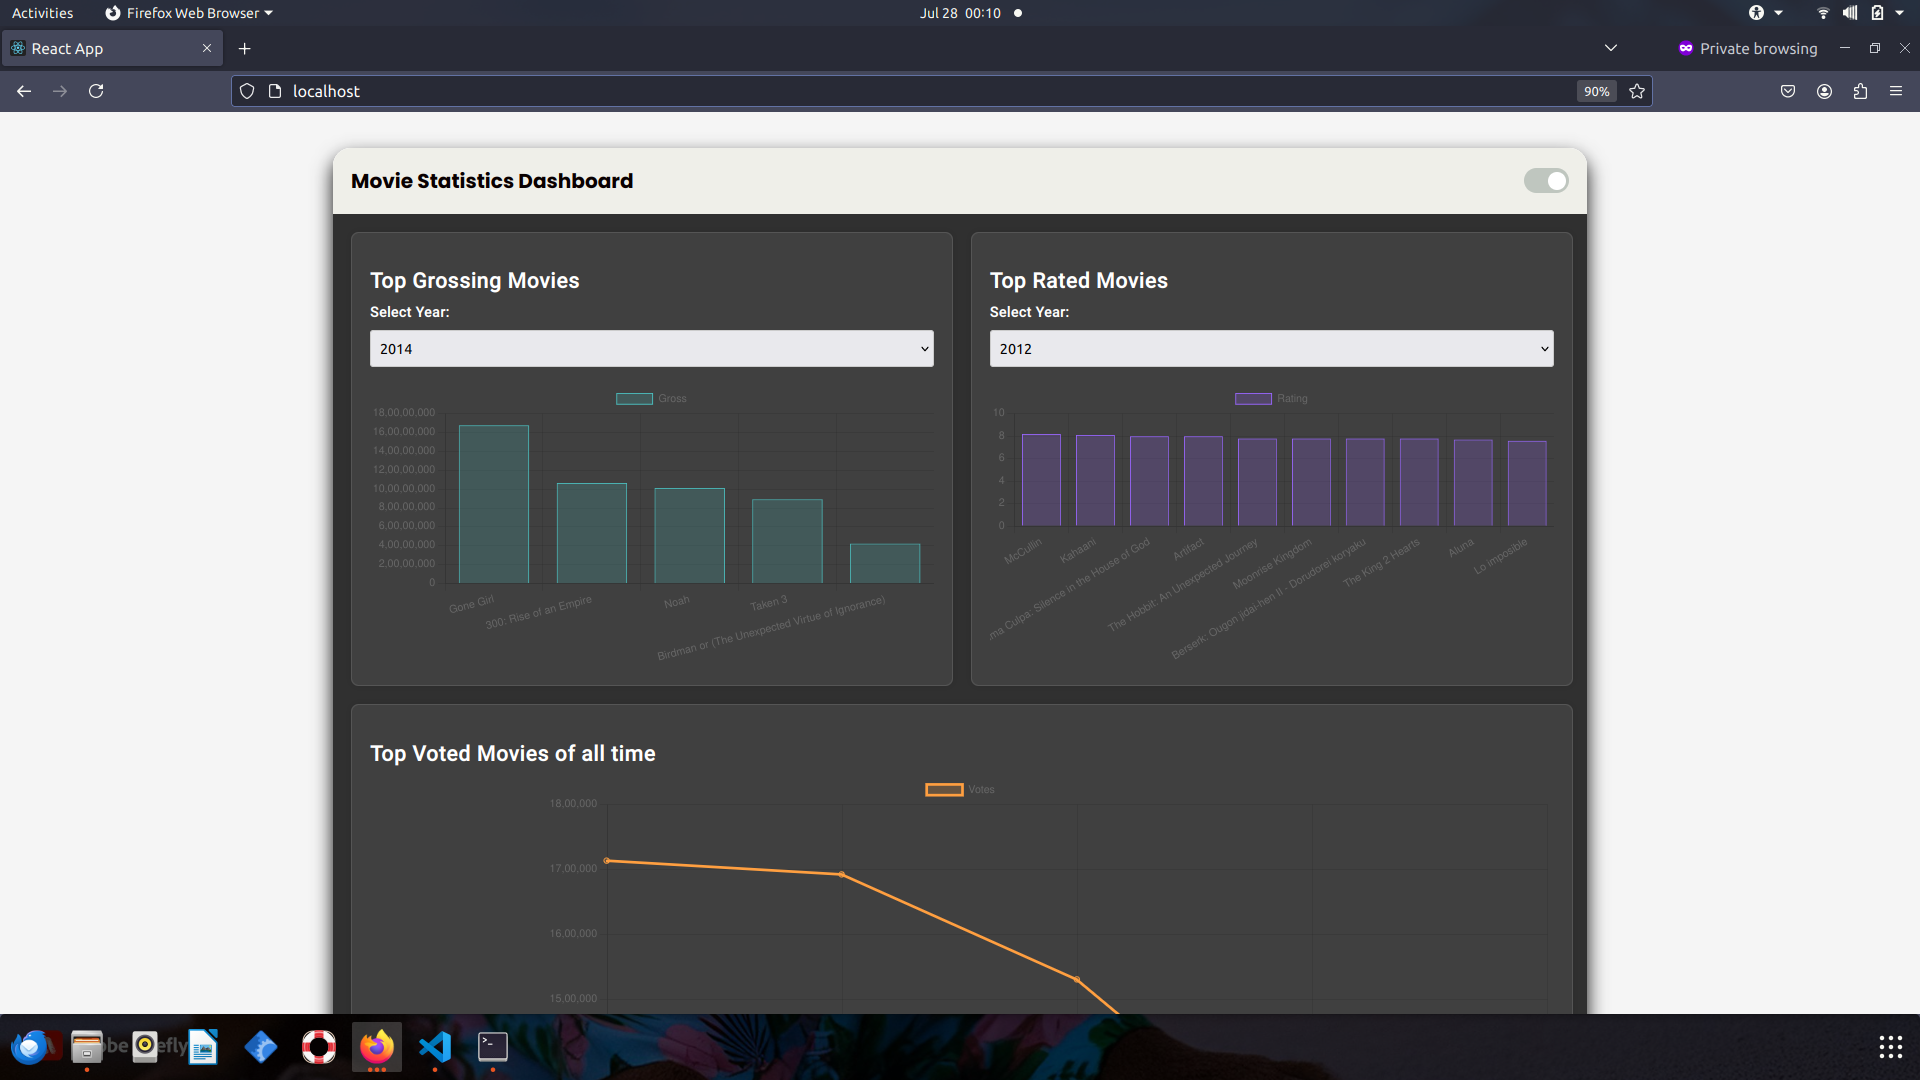 Activities
Firefox Web Browser
Jul 28 00:10
React App
Private browsing
localhost
90%
Movie Statistics Dashboard
Top Grossing Movies
Select Year:
2014
Gross
18,00,00,000
16,00,00,000
14,00,00,000
12,00,00,000
10,00,00,000
8,00,00,000
6,00,00,000
4,00,00,000
2,00,00,000
0
Gone Girl
300: Rise of an Empire
Noah
Taken 3
Birdman or (The Unexpected Virtue of Ignorance)
Top Rated Movies
Select Year:
2012
Rating
10
8
6
4
2
0
McCullin
Kahaani
ma Culpa: Silence in the House of God
Artifact
The Hobbit: An Unexpected Journey
Moonrise Kingdom
Berserk: Ougon jidai-hen II - Dorudorei koryaku
The King 2 Hearts
Aluna
Lo imposible
Top Voted Movies of all time
Votes
18,00,000
17,00,000
16,00,000
15,00,000